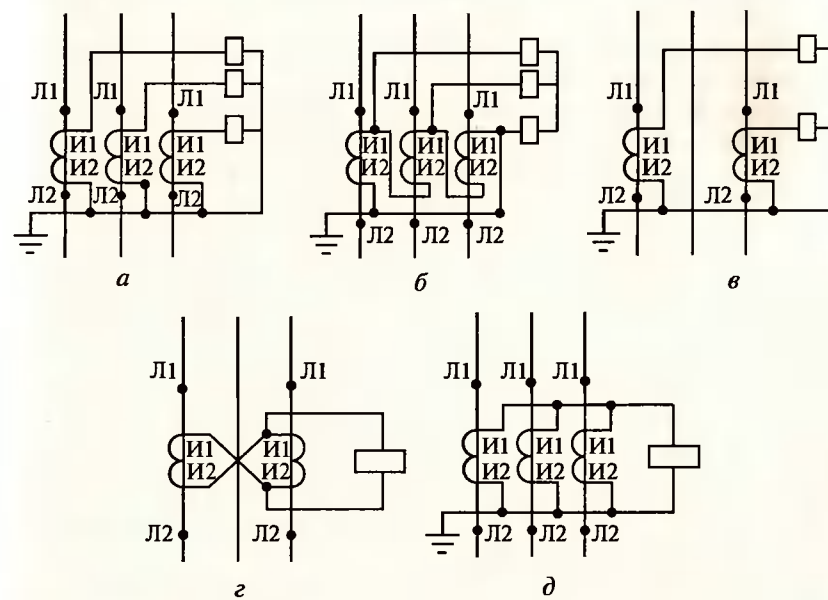 Л1 Л1 Л1 Л1 Л1 Л1 Л1 Л1
И1 И1 И1 И1 И1 И1 И1 И1
И2 И2 И2 И2 И2 И2 И2 И2
Л2 Л2 Л2 Л2 Л2 Л2 Л2 Л2
а б в
Л1 Л1 Л1 Л1 Л1
И1 И1 И1 И1 И1
И2 И2 И2 И2 И2
Л2 Л2 Л2 Л2 Л2
г д